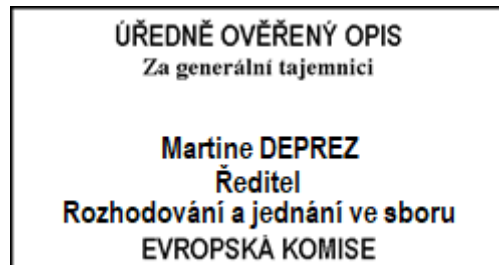 ÚŘEDNĚ OVĚŘENÝ OPIS
Za generální tajemnici
Martine DEPREZ
Ředitel
Rozhodování a jednání ve sboru
EVROPSKÁ KOMISE